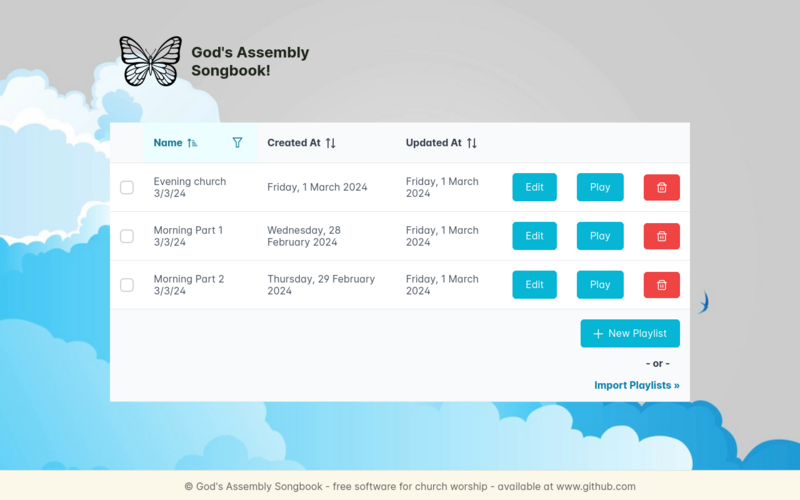 God's Assembly
Songbook!
Name
Created At
Updated At
Evening church
3/3/24
Friday, 1 March 2024
Friday, 1 March
2024
Edit
Play
Morning Part 1
3/3/24
Wednesday, 28
February 2024
Friday, 1 March
2024
Edit
Play
Morning Part 2
3/3/24
Thursday, 29 February
2024
Friday, 1 March
2024
Edit
Play
New Playlist
- or -
Import Playlists »
© God's Assembly Songbook - free software for church worship - available at www.github.com